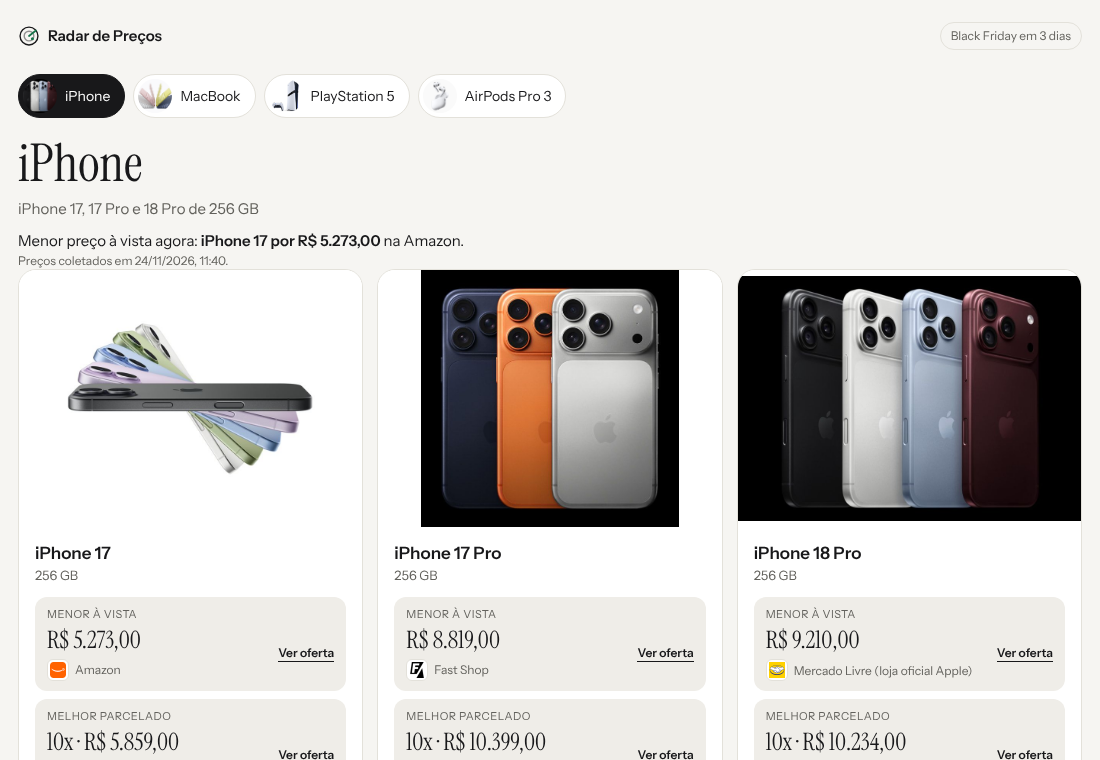 Radar de Preços
Black Friday em 3 dias
iPhone
MacBook
PlayStation 5
AirPods Pro 3
iPhone
iPhone 17, 17 Pro e 18 Pro de 256 GB
Menor preço à vista agora: iPhone 17 por R$ 5.273,00 na Amazon.
Preços coletados em 24/11/2026, 11:40.
iPhone 17
256 GB
MENOR À VISTA
R$ 5.273,00
Amazon
Ver oferta
MELHOR PARCELADO
10x · R$ 5.859,00
Ver oferta
iPhone 17 Pro
256 GB
MENOR À VISTA
R$ 8.819,00
Fast Shop
Ver oferta
MELHOR PARCELADO
10x · R$ 10.399,00
Ver oferta
iPhone 18 Pro
256 GB
MENOR À VISTA
R$ 9.210,00
Mercado Livre (loja oficial Apple)
Ver oferta
MELHOR PARCELADO
10x · R$ 10.234,00
Ver oferta